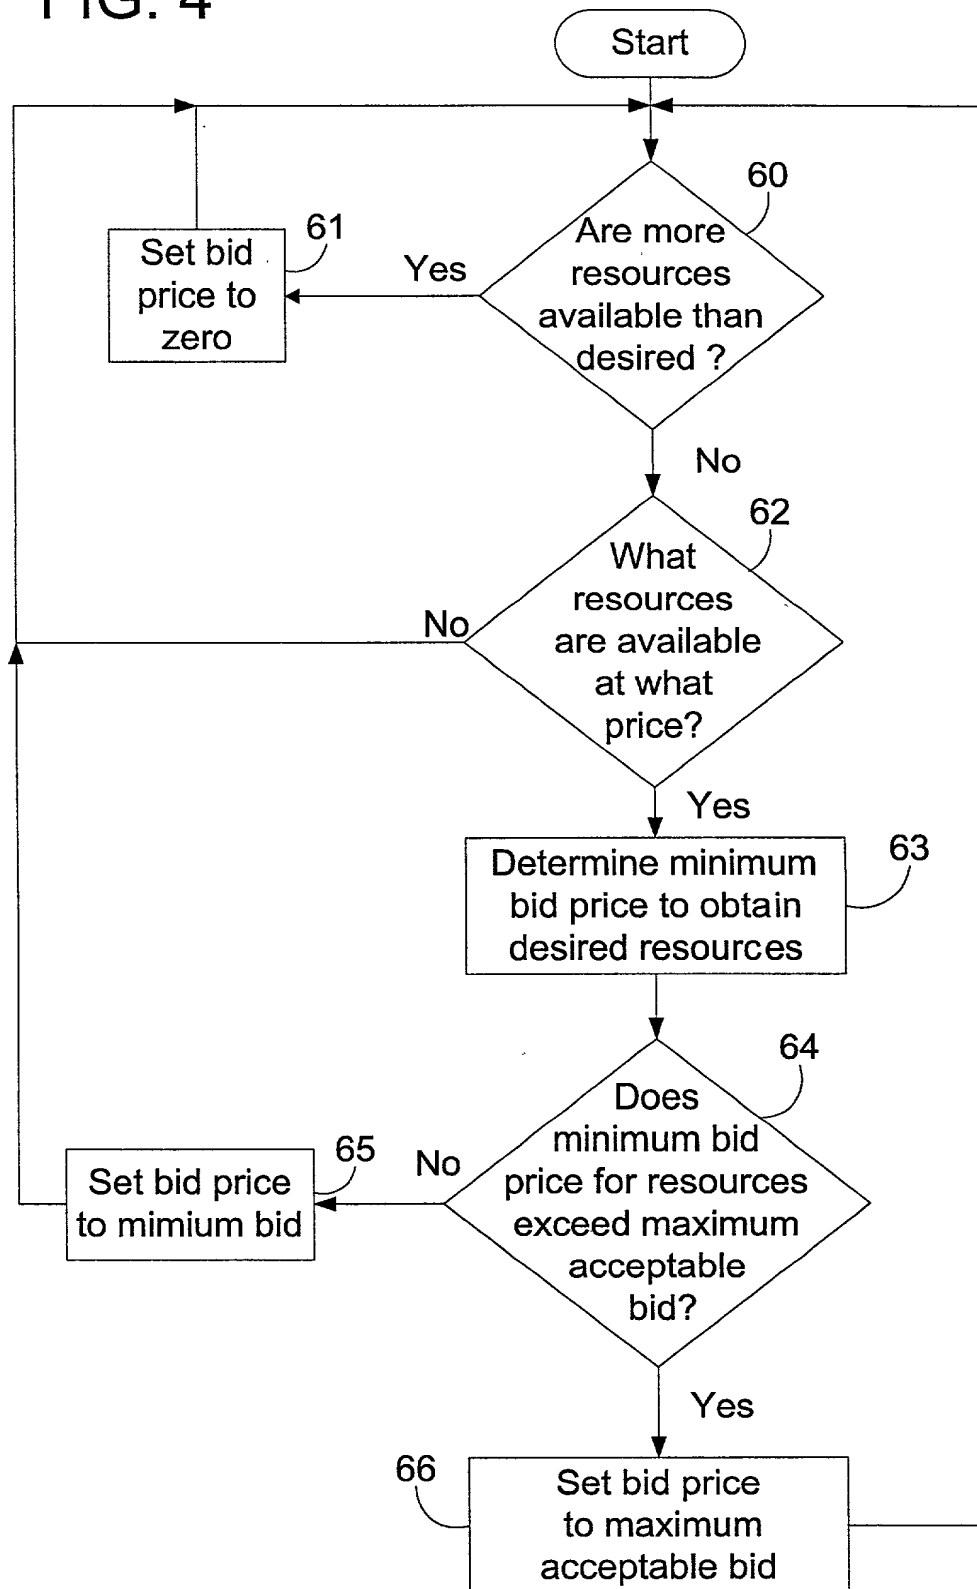 FIG. 4
Start
60
Are more
resources
available than
desired ?
61
Yes
Set bid
price to
zero
No
62
What
resources
are available
at what
price?
No
Yes
63
Determine minimum
bid price to obtain
desired resources
64
Does
minimum bid
price for resources
exceed maximum
acceptable
bid?
No
65
Set bid price
to mimium bid
Yes
66
Set bid price
to maximum
acceptable bid